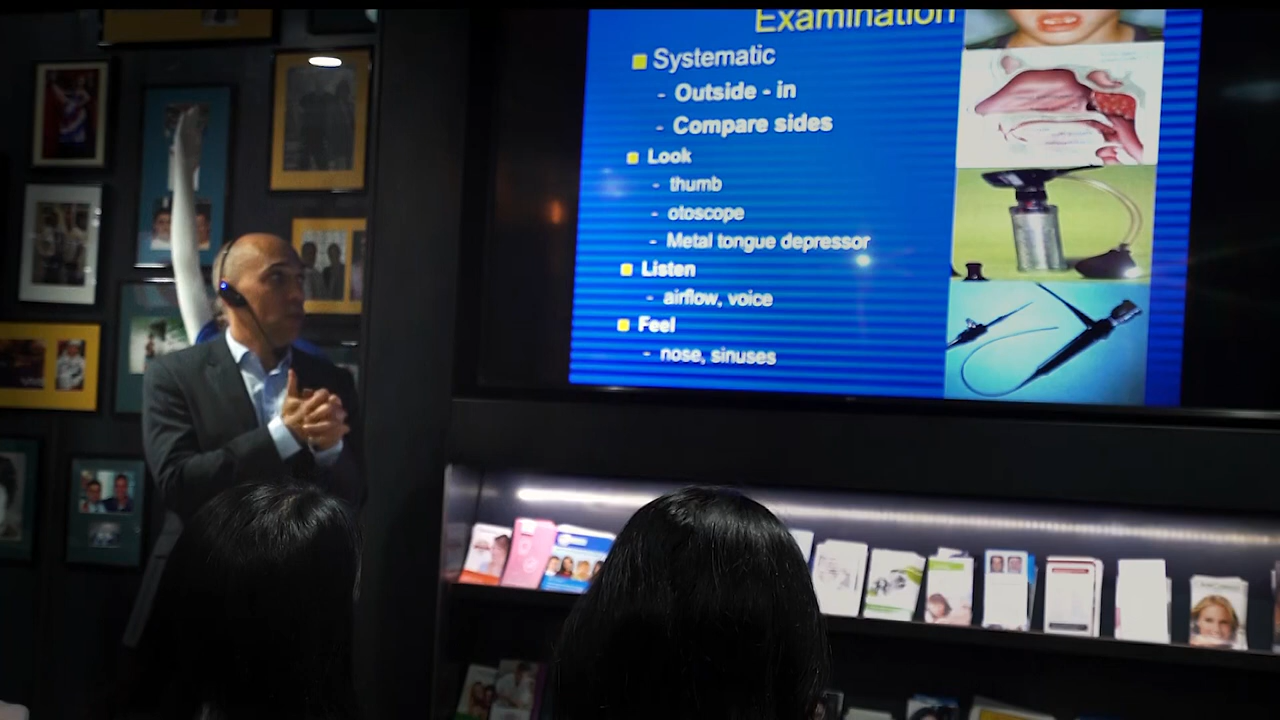 Examination
Systematic
- Outside - in
- Compare sides
Look
- thumb
- otoscope
- Metal tongue depressor
Listen
- airflow, voice
Feel
- nose, sinuses